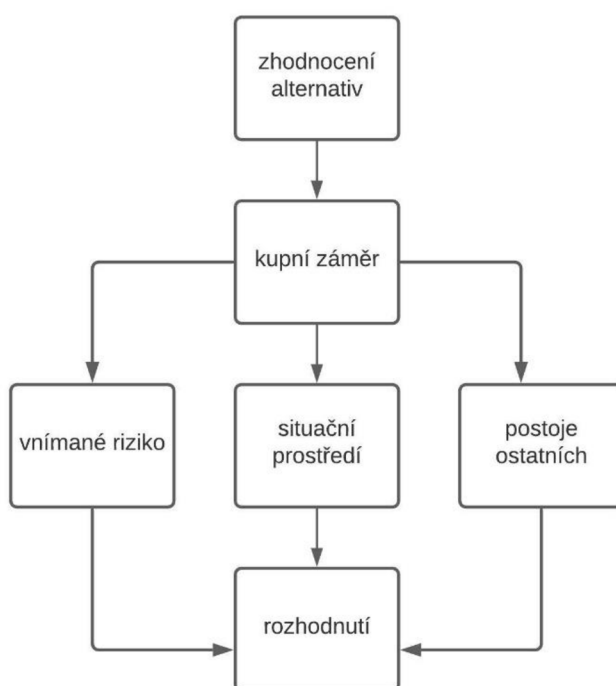 zhodnocení
alternativ
kupní záměr
vnímané riziko
situační
prostředí
postoje
ostatních
rozhodnutí